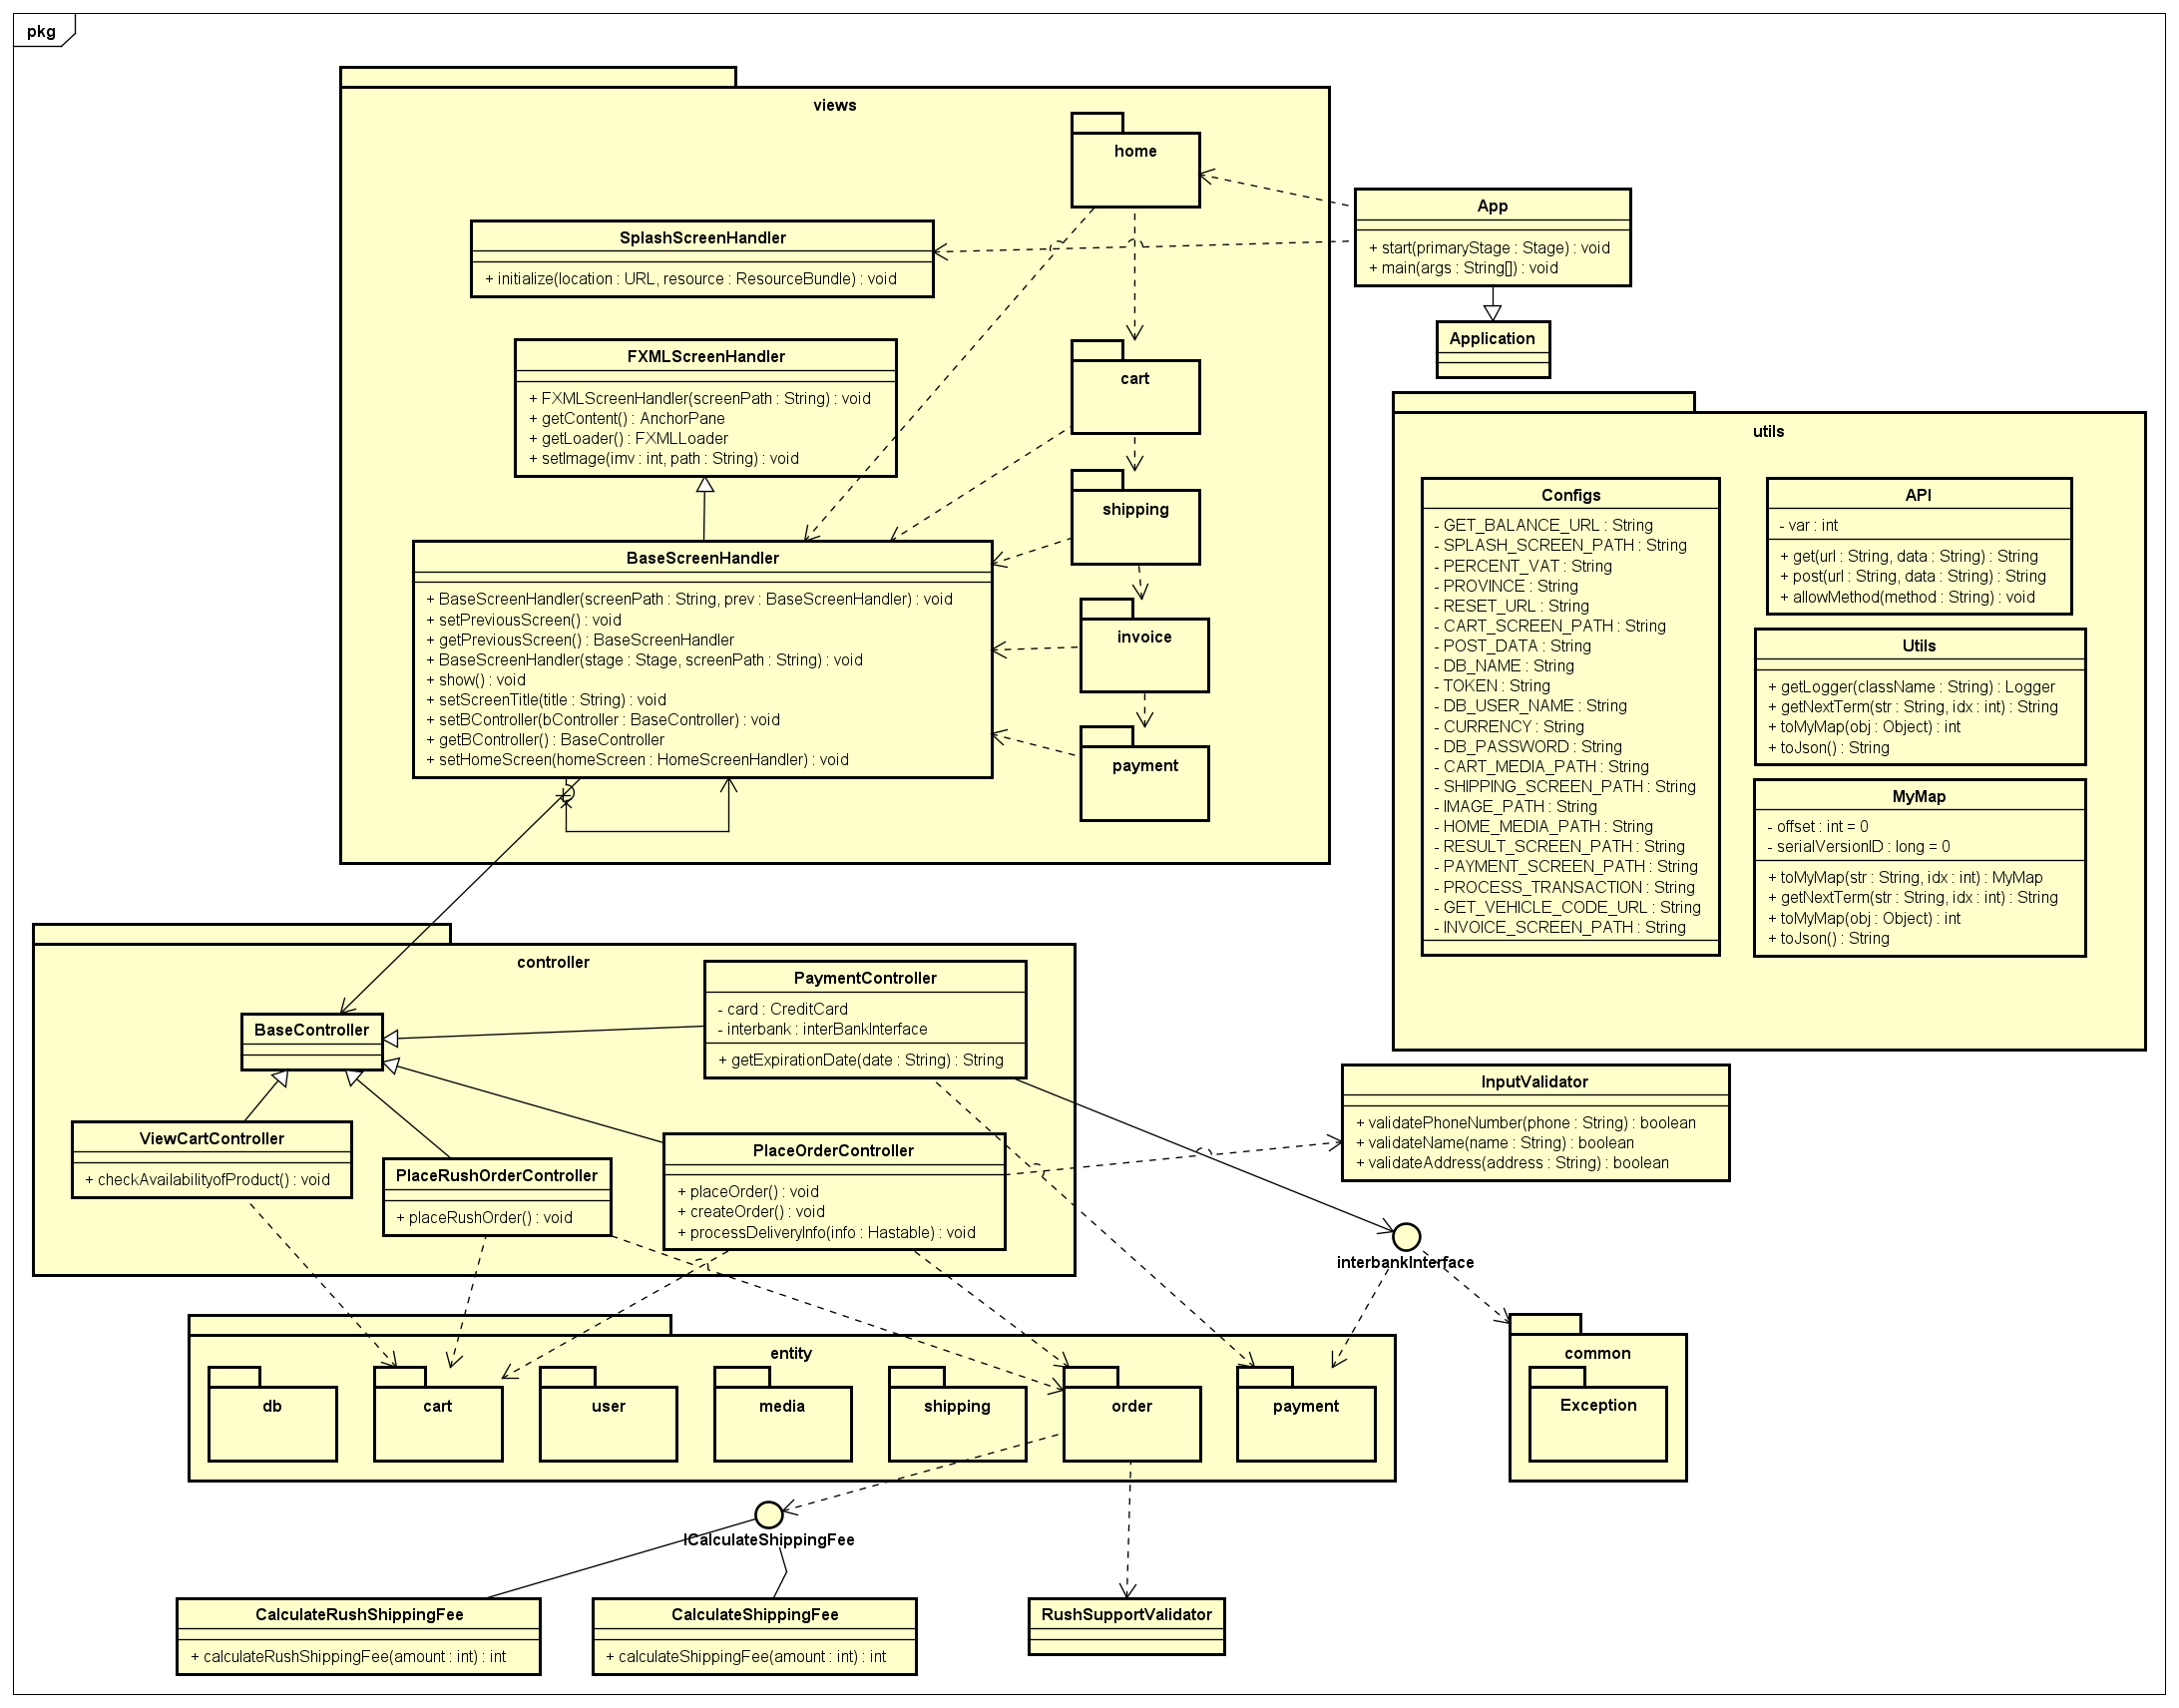 pkg
views
home
SplashScreenHandler
+ initialize(location : URL, resource : ResourceBundle) : void
App
+ start(primaryStage : Stage) : void
+ main(args : String[]) : void
Application
FXMLScreenHandler
+ FXMLScreenHandler(screenPath : String) : void
+ getContent() : AnchorPane
+ getLoader() : FXMLLoader
+ setImage(imv : int, path : String) : void
cart
shipping
invoice
payment
BaseScreenHandler
+ BaseScreenHandler(screenPath : String, prev : BaseScreenHandler) : void
+ setPreviousScreen() : void
+ getPreviousScreen() : BaseScreenHandler
+ BaseScreenHandler(stage : Stage, screenPath : String) : void
+ show() : void
+ setScreenTitle(title : String) : void
+ setBController(bController : BaseController) : void
+ getBController() : BaseController
+ setHomeScreen(homeScreen : HomeScreenHandler) : void
utils
Configs
- GET_BALANCE_URL : String
- SPLASH_SCREEN_PATH : String
- PERCENT_VAT : String
- PROVINCE : String
- RESET_URL : String
- CART_SCREEN_PATH : String
- POST_DATA : String
- DB_NAME : String
- TOKEN : String
- DB_USER_NAME : String
- CURRENCY : String
- DB_PASSWORD : String
- CART_MEDIA_PATH : String
- SHIPPING_SCREEN_PATH : String
- IMAGE_PATH : String
- HOME_MEDIA_PATH : String
- RESULT_SCREEN_PATH : String
- PAYMENT_SCREEN_PATH : String
- PROCESS_TRANSACTION : String
- GET_VEHICLE_CODE_URL : String
- INVOICE_SCREEN_PATH : String
API
- var : int
+ get(url : String, data : String) : String
+ post(url : String, data : String) : String
+ allowMethod(method : String) : void
Utils
+ getLogger(className : String) : Logger
+ getNextTerm(str : String, idx : int) : String
+ toMyMap(obj : Object) : int
+ toJson() : String
MyMap
- offset : int = 0
- serialVersionID : long = 0
+ toMyMap(str : String, idx : int) : MyMap
+ getNextTerm(str : String, idx : int) : String
+ toMyMap(obj : Object) : int
+ toJson() : String
controller
PaymentController
- card : CreditCard
- interbank : interBankInterface
+ getExpirationDate(date : String) : String
BaseController
ViewCartController
+ checkAvailabilityofProduct() : void
PlaceRushOrderController
+ placeRushOrder() : void
PlaceOrderController
+ placeOrder() : void
+ createOrder() : void
+ processDeliveryInfo(info : Hastable) : void
InputValidator
+ validatePhoneNumber(phone : String) : boolean
+ validateName(name : String) : boolean
+ validateAddress(address : String) : boolean
interbankInterface
entity
db
cart
user
media
shipping
order
payment
common
Exception
ICalculateShippingFee
CalculateRushShippingFee
+ calculateRushShippingFee(amount : int) : int
CalculateShippingFee
+ calculateShippingFee(amount : int) : int
RushSupportValidator